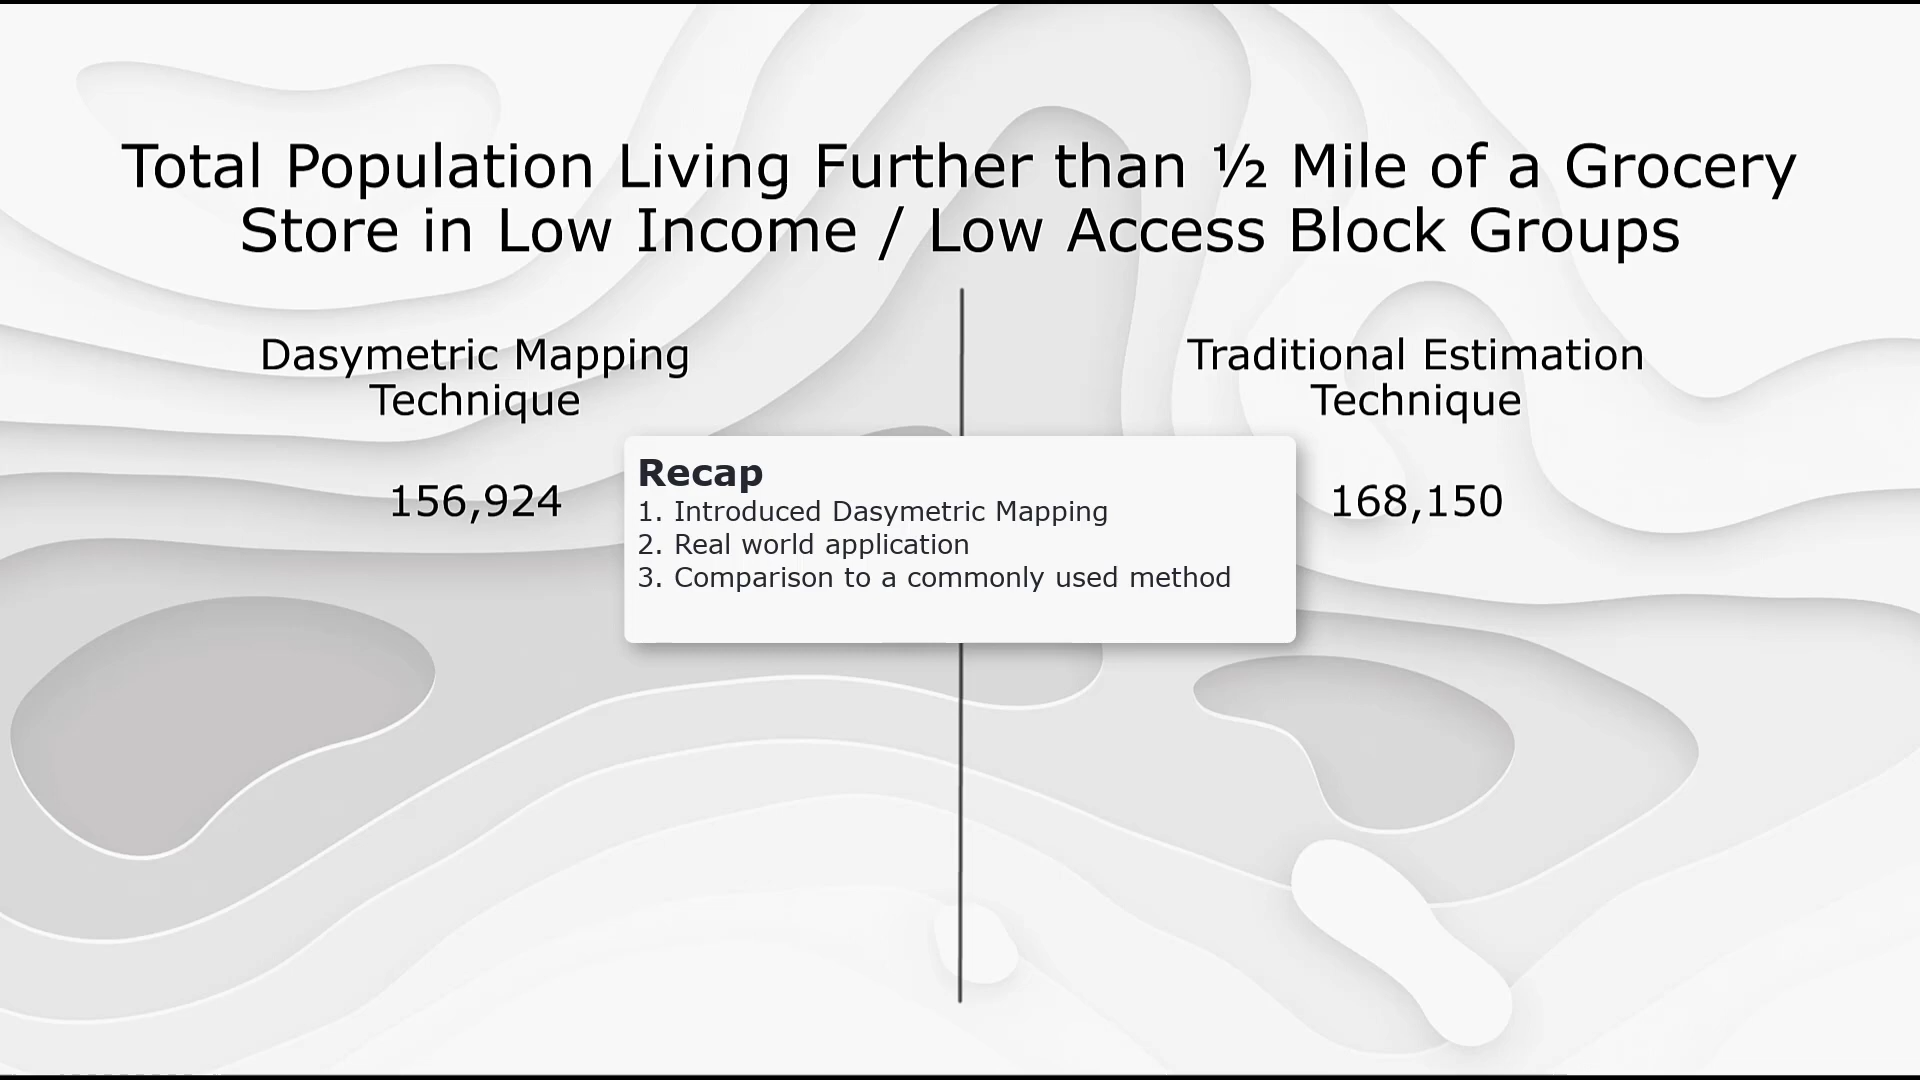 Total Population Living Further than ½ Mile of a Grocery
Store in Low Income / Low Access Block Groups
Dasymetric Mapping
Technique
156,924
Traditional Estimation
Technique
168,150
Recap
1. Introduced Dasymetric Mapping
2. Real world application
3. Comparison to a commonly used method